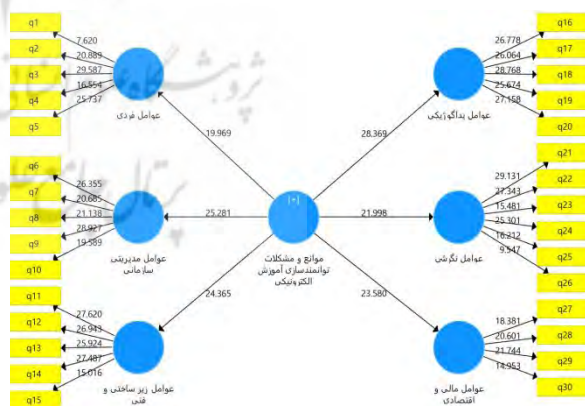 q1
7.620
q2
20.889
q3
29.587
q4
16.554
q5
25.737
عوامل فردی
q16
26.778
q17
26.064
q18
28.768
q19
25.674
q20
27.158
عوامل پداگوژیکی
19.969
28.369
q6
26.355
q7
20.685
q8
21.138
q9
28.927
q10
19.589
عوامل مدیریتی
سازمانی
25.281
[+]
موانع و مشکلات
توانمندسازی آموزش
الکترونیکی
21.998
q21
29.131
q22
27.343
q23
15.481
q24
25.301
q25
16.212
q26
9.547
عوامل نگرشی
24.365
23.580
q11
27.620
q12
26.943
q13
25.924
q14
27.487
q15
15.016
عوامل زیر ساختی و
فنی
q27
18.381
q28
20.601
q29
21.744
q30
14.953
عوامل مالی و
اقتصادی